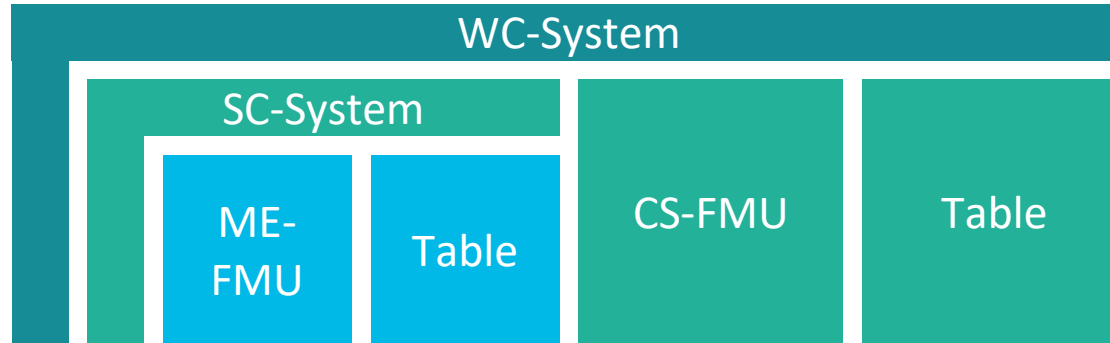 WC-System
SC-System
ME-
FMU
Table
CS-FMU
Table